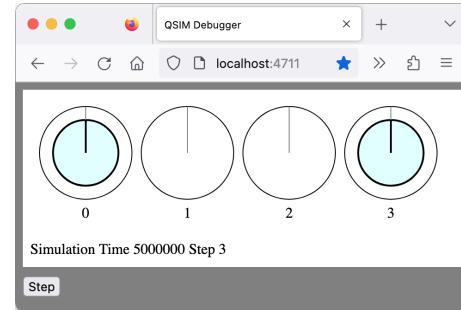 QSIM Debugger
localhost:4711
0 1 2 3
Simulation Time 5000000 Step 3
Step